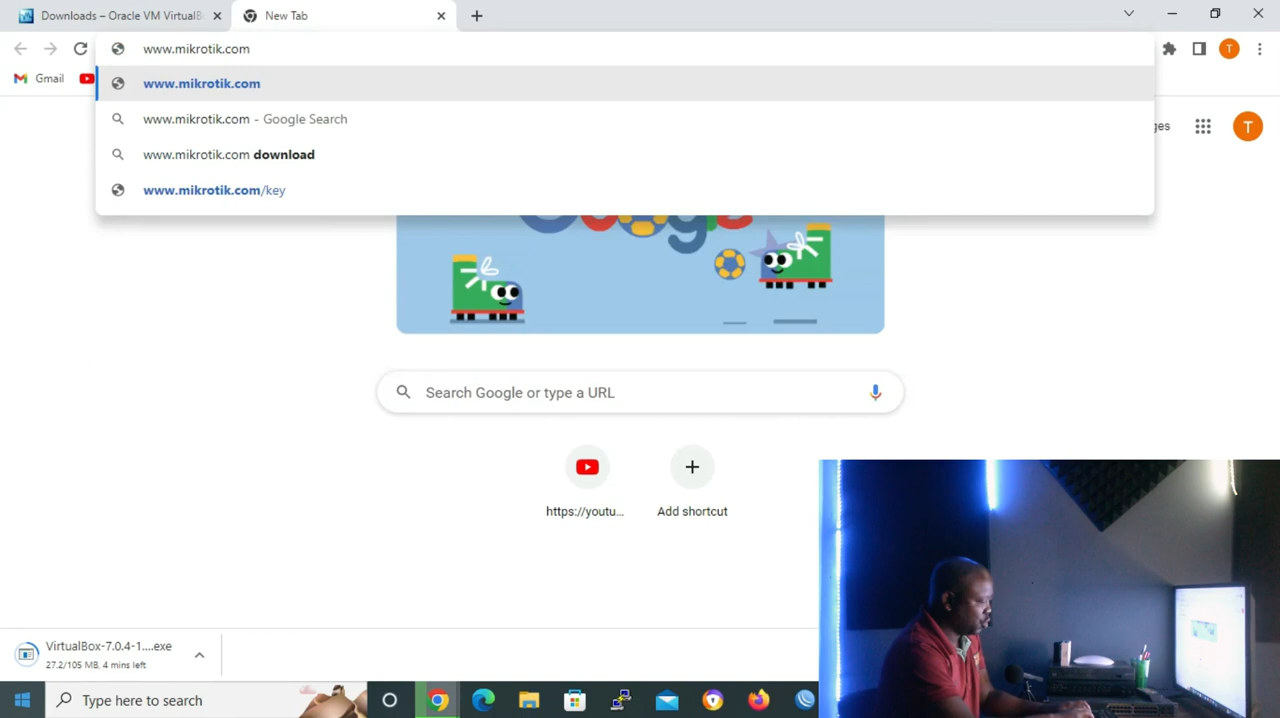 Downloads – Oracle VM VirtualB
New Tab
www.mikrotik.com
Gmail
www.mikrotik.com
www.mikrotik.com - Google Search
www.mikrotik.com download
www.mikrotik.com/key
ges
T
T
Search Google or type a URL
https://youtu...
Add shortcut
VirtualBox-7.0.4-1....exe
27.2/105 MB, 4 mins left
Type here to search